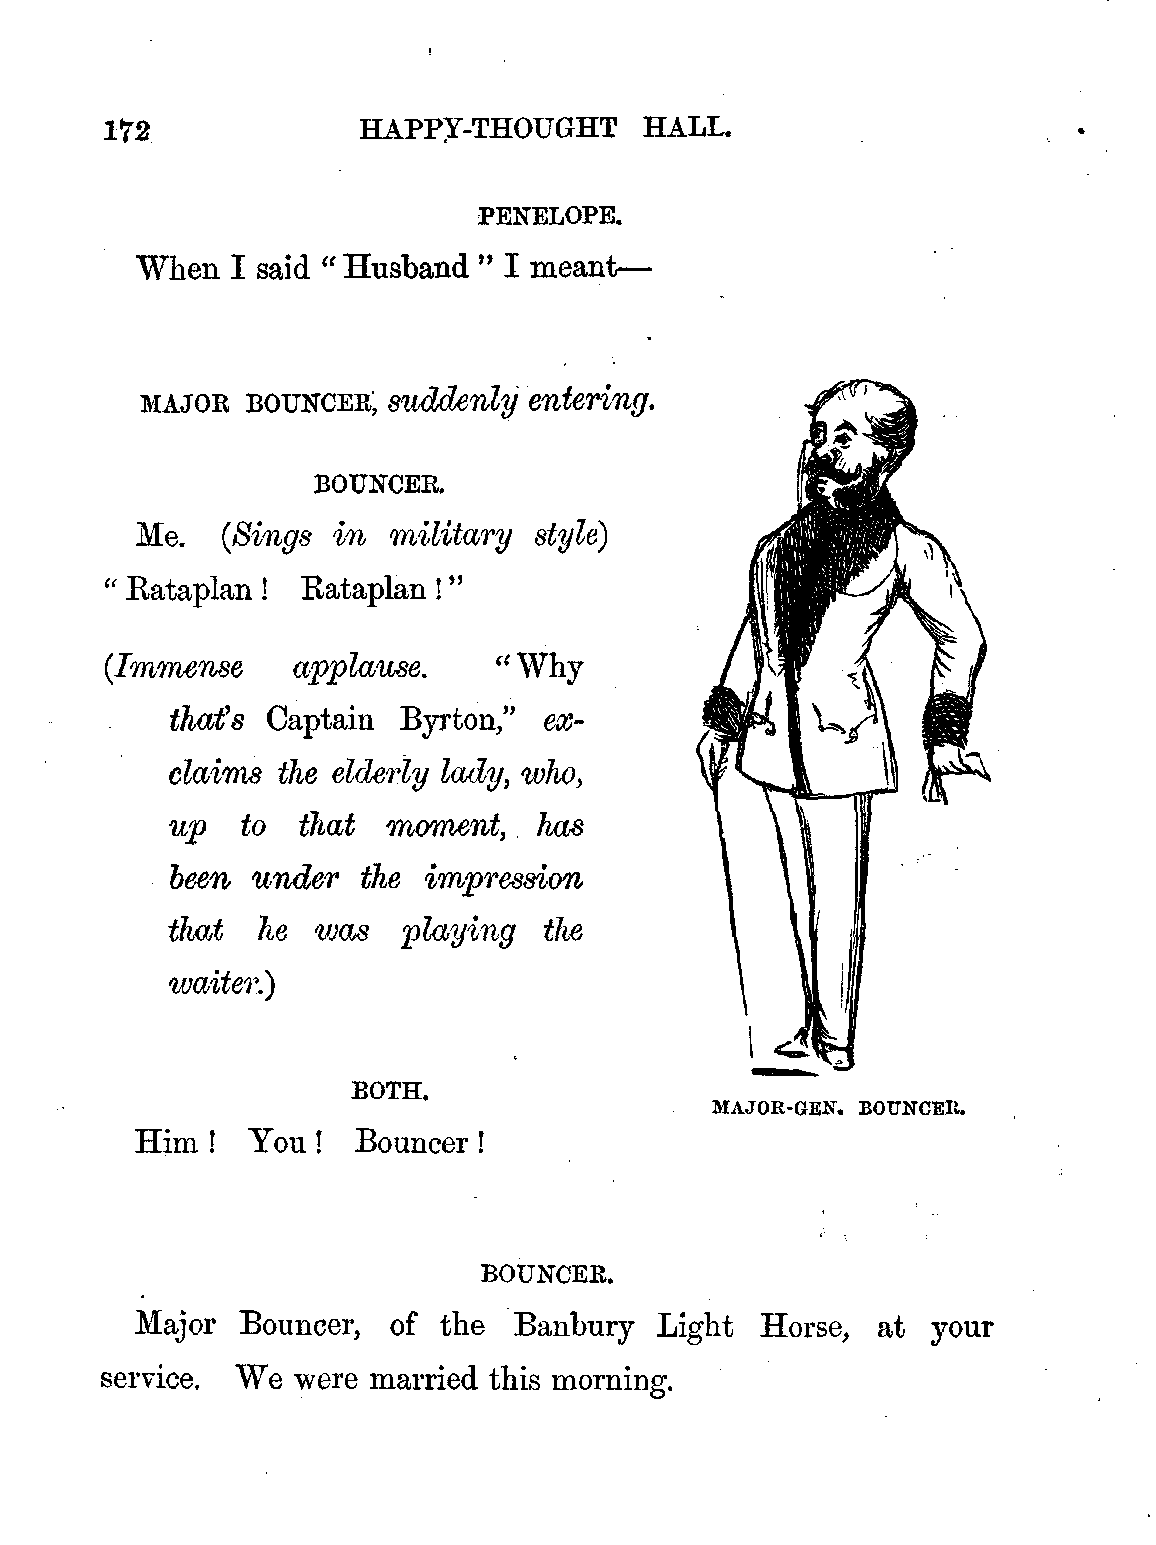 172 HAPPY-THOUGHT HALL.
PENELOPE.
When I said “Husband” I meant—
MAJOR BOUNCER, suddenly entering.
BOUNCER.
Me. (Sings in military style)
“Rataplan! Rataplan!”
(Immense applause. “Why
that's Captain Byrton,” ex-
claims the elderly lady, who,
up to that moment, has
been under the impression
that he was playing the
waiter.)
BOTH.
Him! You! Bouncer!
MAJOR-GEN. BOUNCER.
BOUNCER.
Major Bouncer, of the Banbury Light Horse, at your
service. We were married this morning.